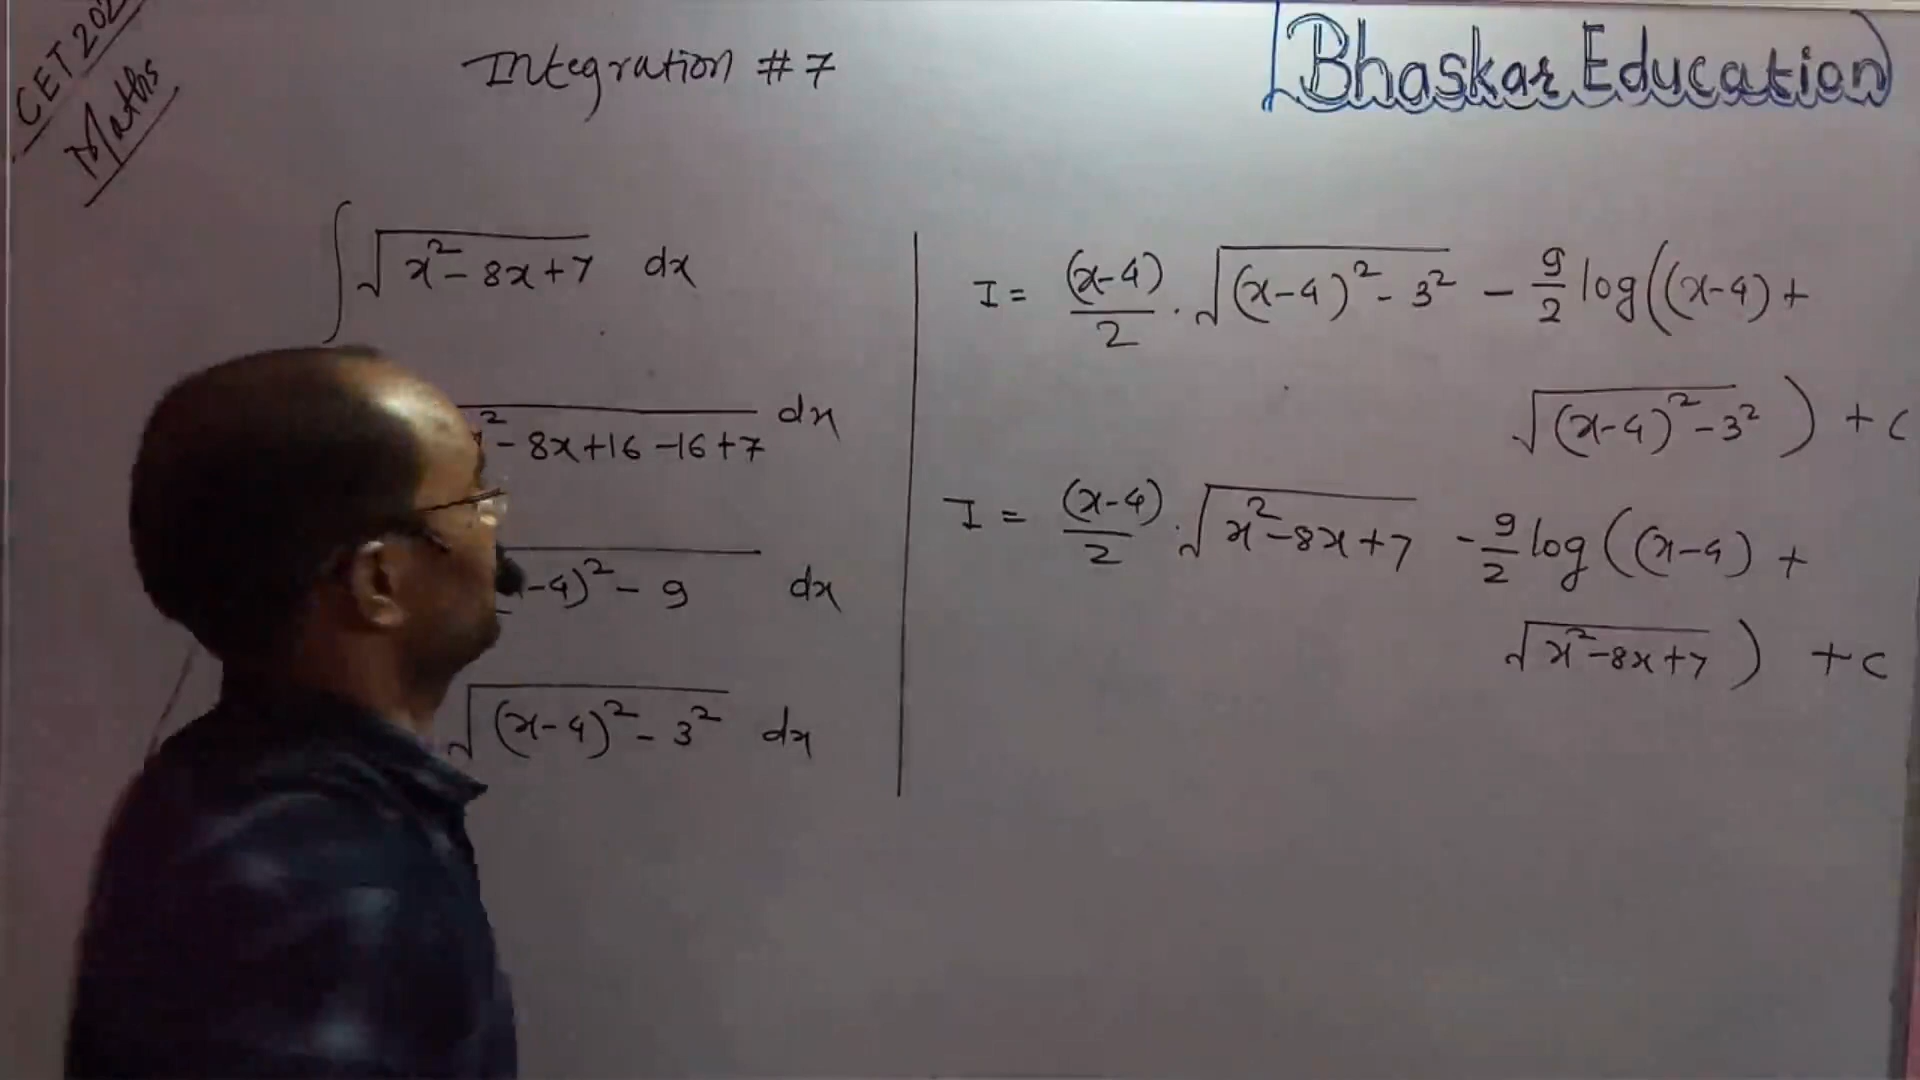 CET 202
Maths
Integration #7
Bhaskar Education
∫√(x²-8x+7) dx
²-8x+16-16+7 dx
-4)²-9 dx
√((x-4)²-3²) dx
I = (x-4)/2 . √((x-4)²-3²) - 9/2 log((x-4)+
√((x-4)²-3²) ) + c
I = (x-4)/2 . √(x²-8x+7) - 9/2 log((x-4)+
√(x²-8x+7) ) + c